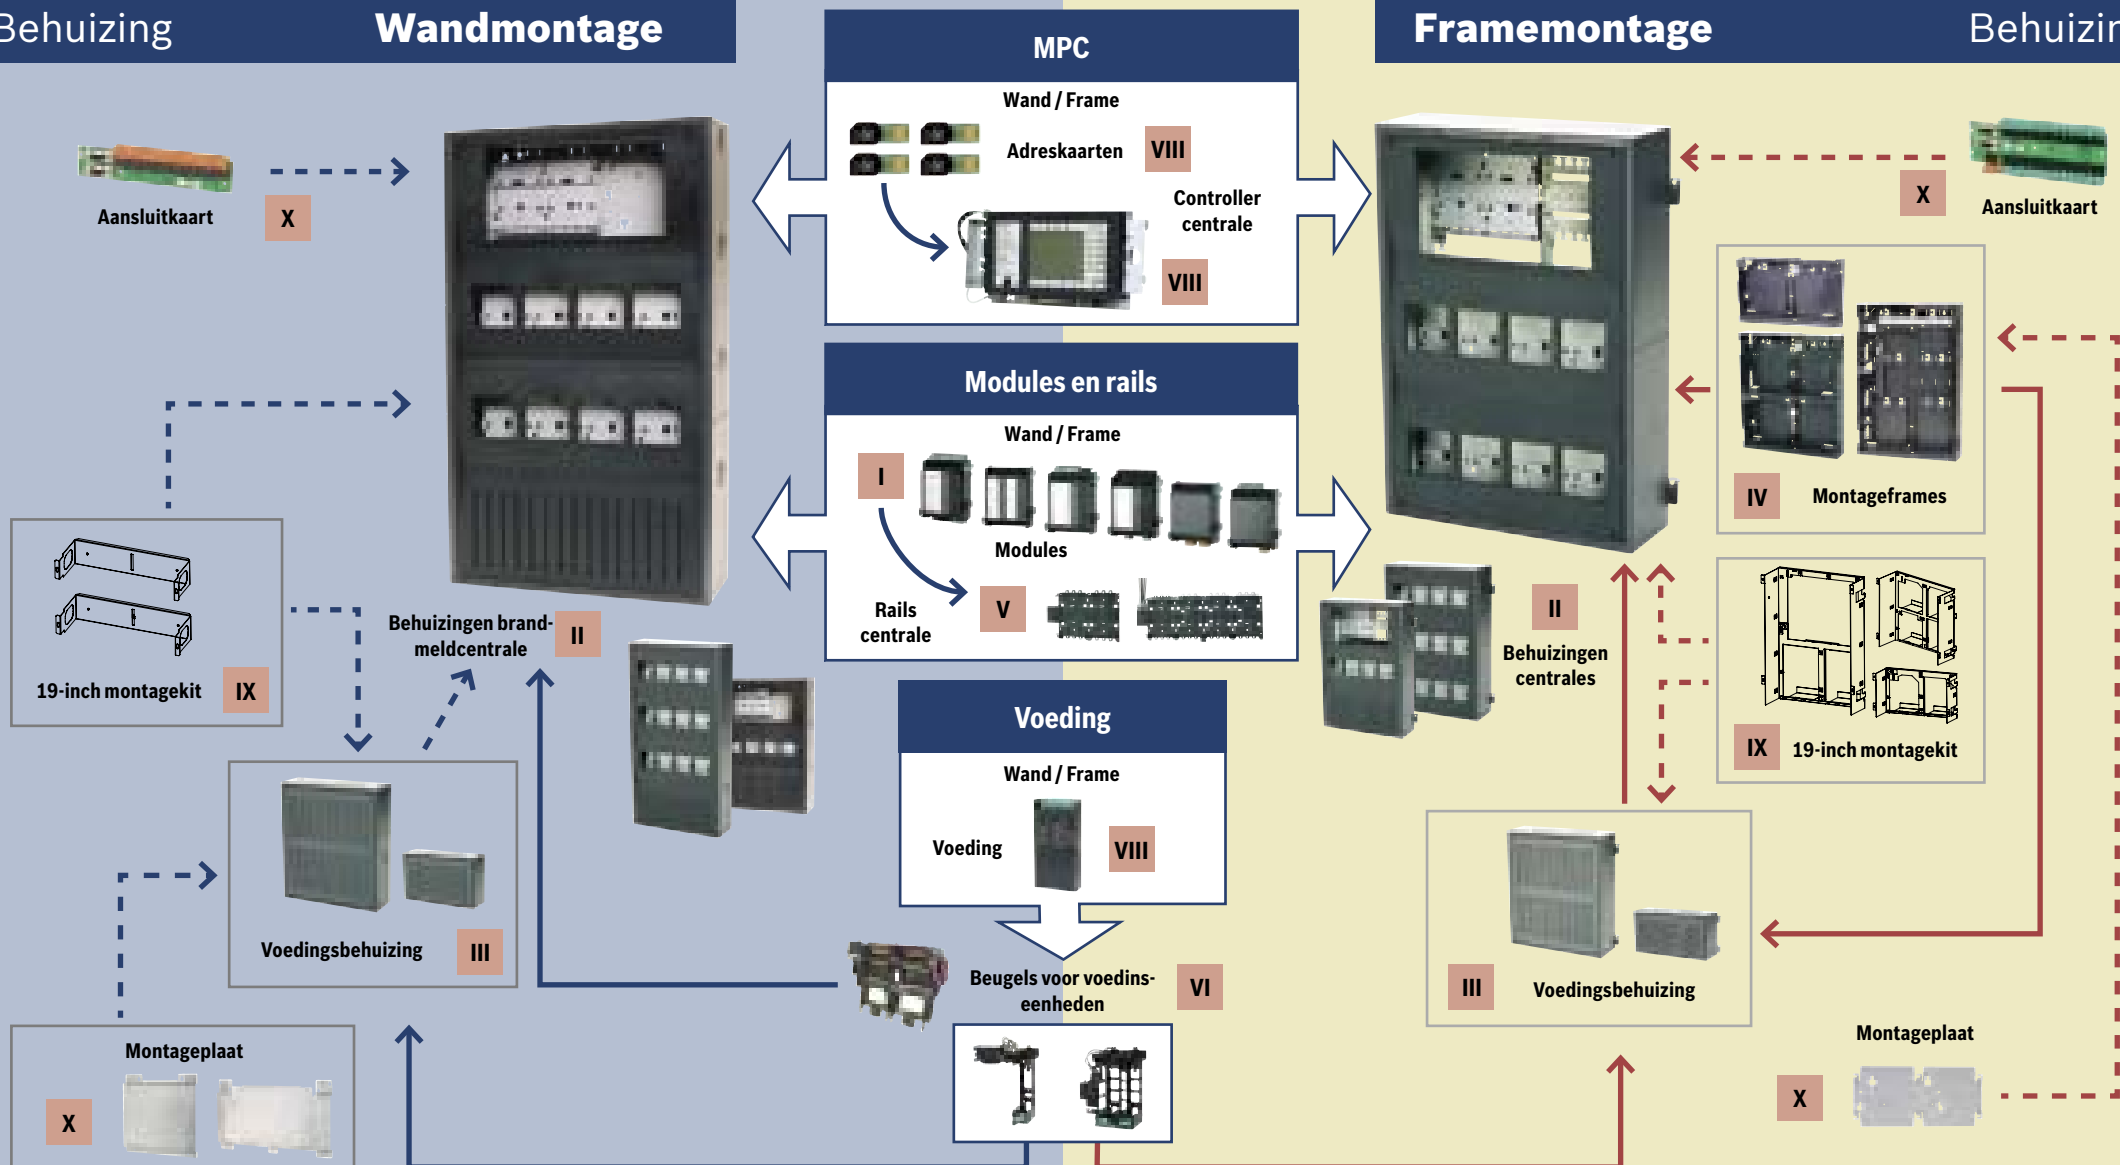 Behuizing
Wandmontage
MPC
Framemontage
Wand / Frame
Adreskaarten
VIII
Controller
centrale
VIII
Aansluitkaart
X
X
Aansluitkaart
Modules en rails
Wand / Frame
I
Modules
Rails
centrale
V
IV
Montageframes
19-inch montagekit
IX
Behuizingen brand-
meldcentrale
II
II
Behuizingen
centrales
IX
19-inch montagekit
Voeding
Wand / Frame
Voeding
VIII
Voedingsbehuizing
III
Beugels voor voedins-
eenheden
VI
III
Voedingsbehuizing
Montageplaat
X
Montageplaat
X